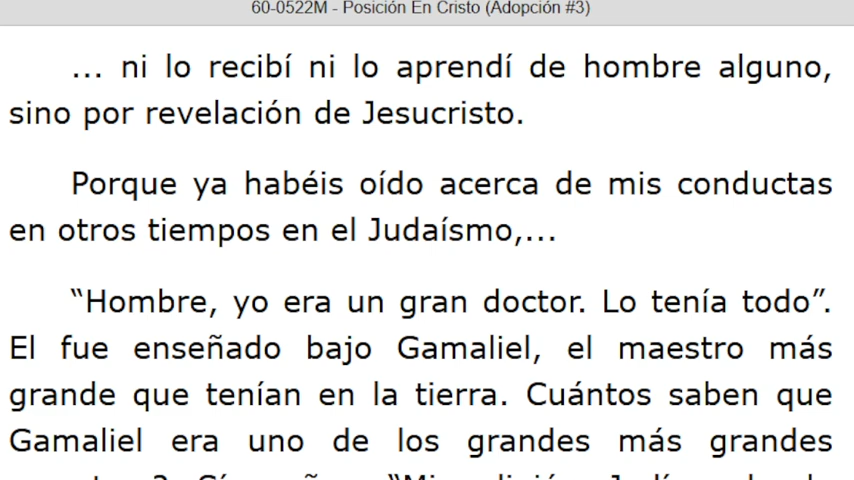 60-0522M - Posición En Cristo (Adopción #3)
... ni lo recibí ni lo aprendí de hombre alguno,
sino por revelación de Jesucristo.
Porque ya habéis oído acerca de mis conductas
en otros tiempos en el Judaísmo,...
“Hombre, yo era un gran doctor. Lo tenía todo”.
El fue enseñado bajo Gamaliel, el maestro más
grande que tenían en la tierra. Cuántos saben que
Gamaliel era uno de los grandes más grandes